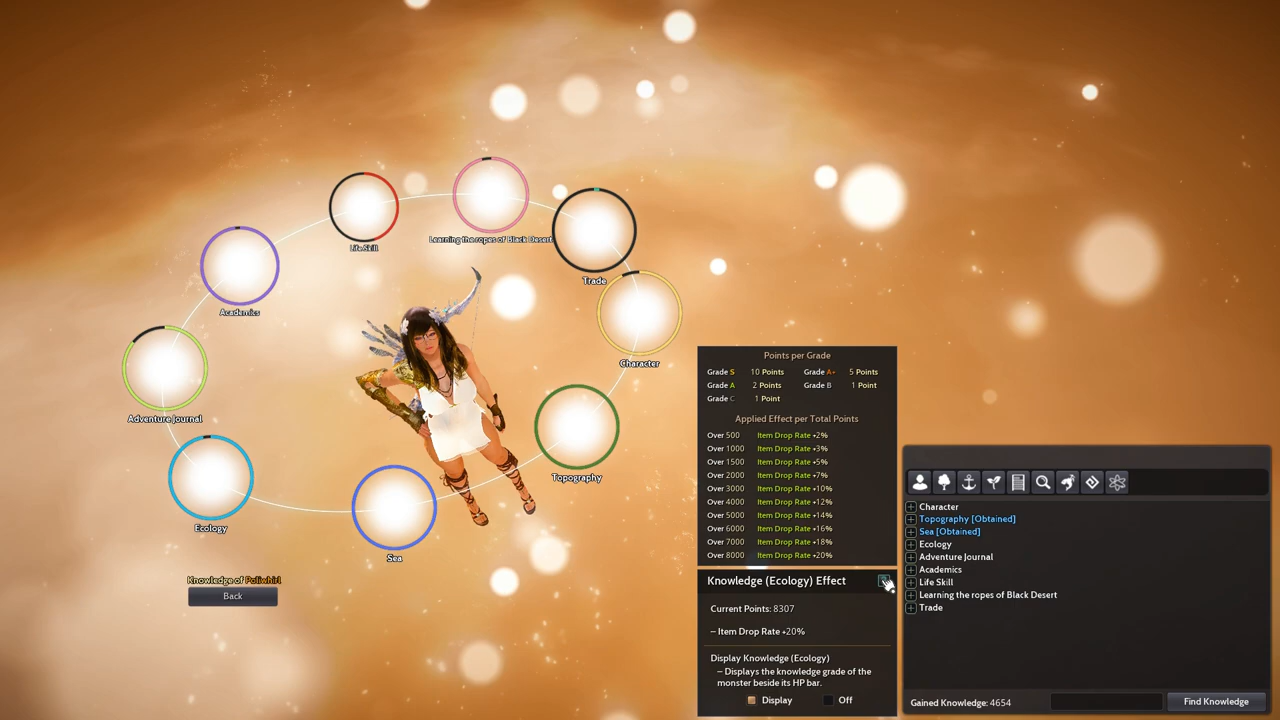 Life Skill
Learning the ropes of Black Desert
Trade
Academics
Character
Adventure Journal
Topography
Ecology
Sea
Knowledge of Poliwhirl
Back
Points per Grade
Grade S 10 Points Grade A+ 5 Points
Grade A 2 Points Grade B 1 Point
Grade C 1 Point
Applied Effect per Total Points
Over 500 Item Drop Rate +2%
Over 1000 Item Drop Rate +3%
Over 1500 Item Drop Rate +5%
Over 2000 Item Drop Rate +7%
Over 3000 Item Drop Rate +10%
Over 4000 Item Drop Rate +12%
Over 5000 Item Drop Rate +14%
Over 6000 Item Drop Rate +16%
Over 7000 Item Drop Rate +18%
Over 8000 Item Drop Rate +20%
Knowledge (Ecology) Effect
Current Points: 8307
– Item Drop Rate +20%
Display Knowledge (Ecology)
– Displays the knowledge grade of the
monster beside its HP bar.
Display Off
Character
Topography [Obtained]
Sea [Obtained]
Ecology
Adventure Journal
Academics
Life Skill
Learning the ropes of Black Desert
Trade
Gained Knowledge: 4654
Find Knowledge